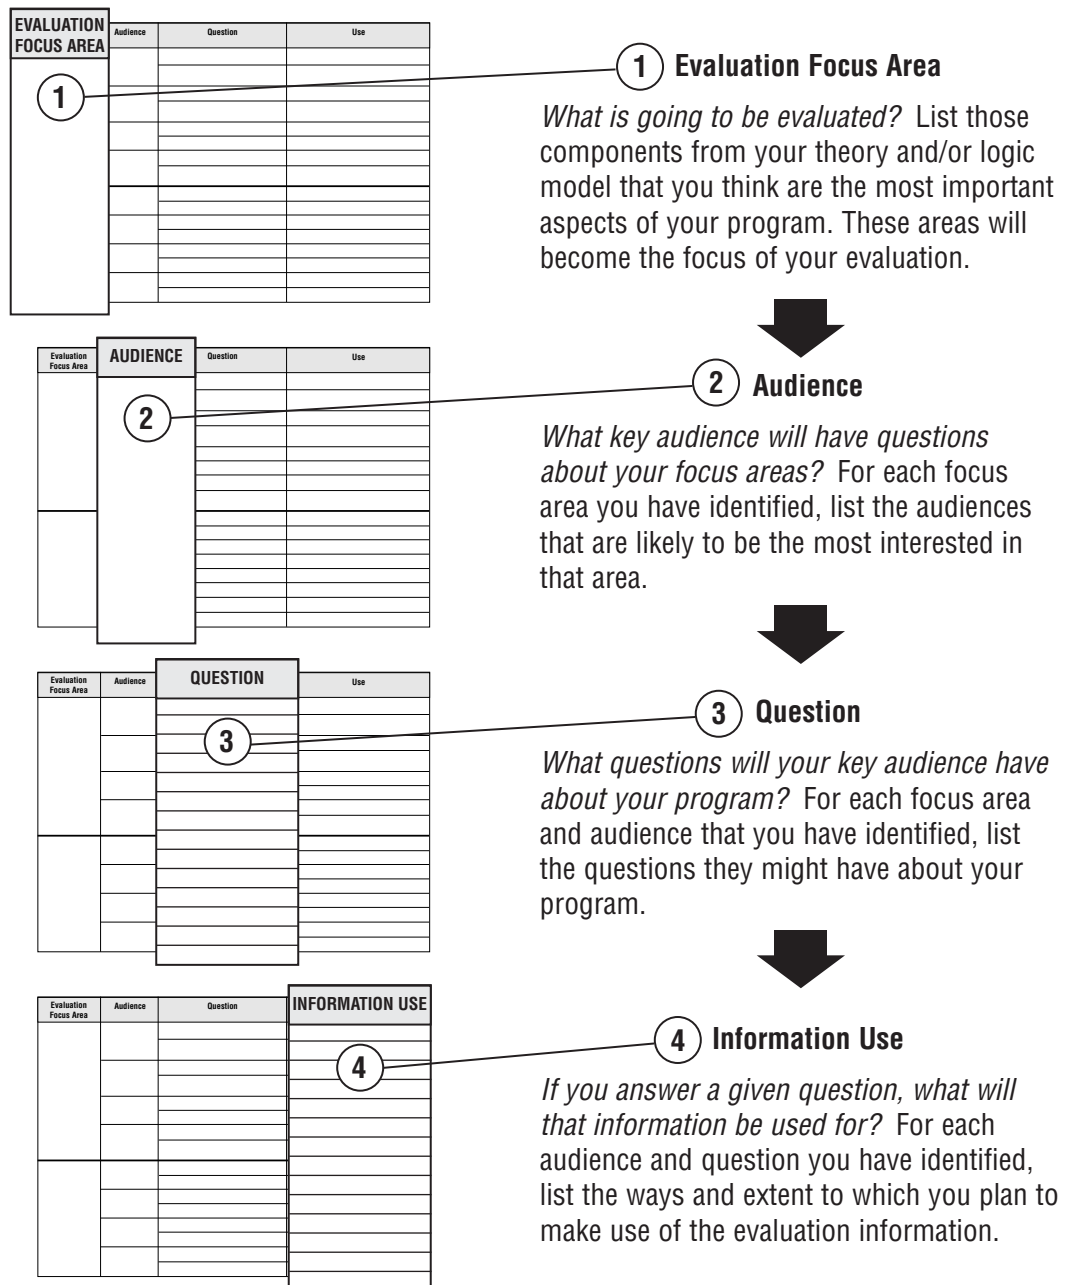 EVALUATION
FOCUS AREA
Audience
Question
Use
1
1 Evaluation Focus Area
What is going to be evaluated? List those
components from your theory and/or logic
model that you think are the most important
aspects of your program. These areas will
become the focus of your evaluation.
Evaluation
Focus Area
AUDIENCE
Question
Use
2
2 Audience
What key audience will have questions
about your focus areas? For each focus
area you have identified, list the audiences
that are likely to be the most interested in
that area.
Evaluation
Focus Area
Audience
QUESTION
Use
3
3 Question
What questions will your key audience have
about your program? For each focus area
and audience that you have identified, list
the questions they might have about your
program.
Evaluation
Focus Area
Audience
Question
INFORMATION USE
4
4 Information Use
If you answer a given question, what will
that information be used for? For each
audience and question you have identified,
list the ways and extent to which you plan to
make use of the evaluation information.